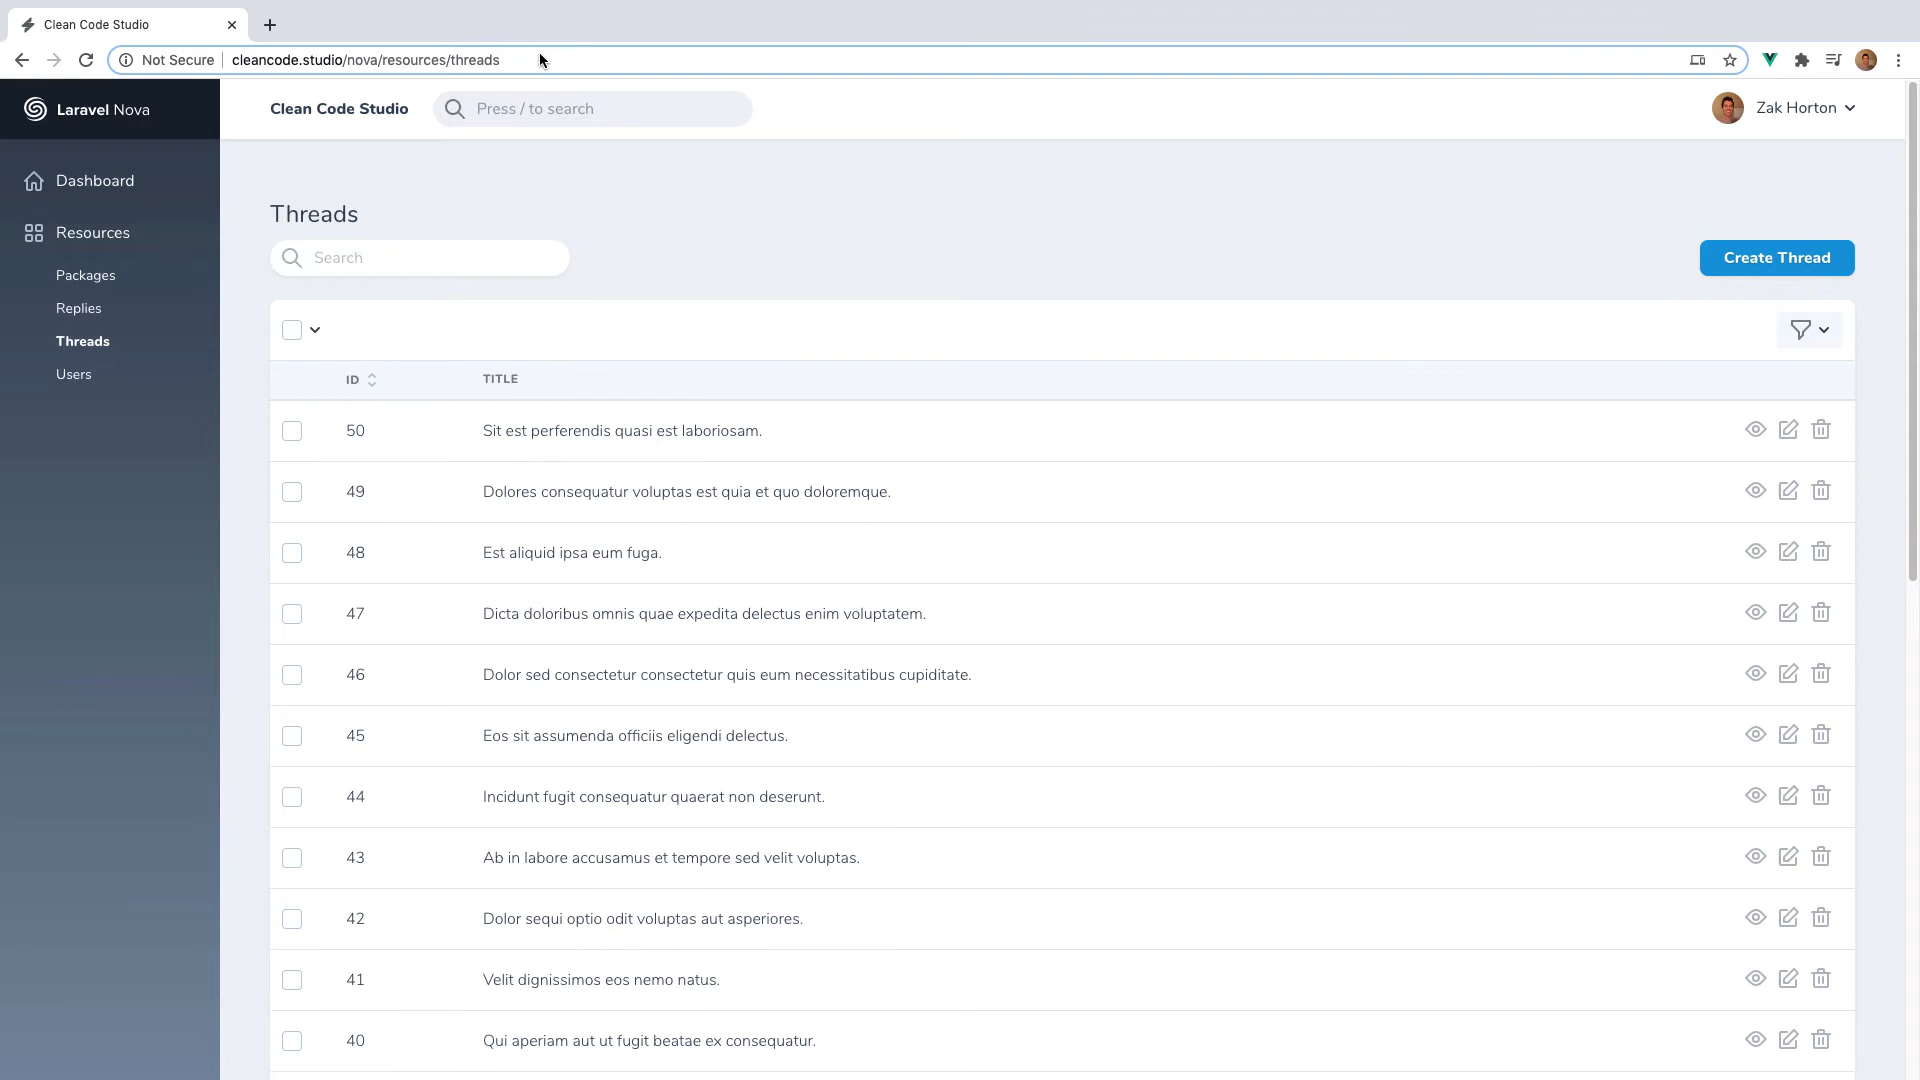 Clean Code Studio
Not Secure
cleancode.studio/nova/resources/threads
Laravel Nova
Clean Code Studio
Press / to search
Zak Horton
Dashboard
Resources
Packages
Replies
Threads
Users
Threads
Search
Create Thread
ID
TITLE
50 Sit est perferendis quasi est laboriosam.
49 Dolores consequatur voluptas est quia et quo doloremque.
48 Est aliquid ipsa eum fuga.
47 Dicta doloribus omnis quae expedita delectus enim voluptatem.
46 Dolor sed consectetur consectetur quis eum necessitatibus cupiditate.
45 Eos sit assumenda officiis eligendi delectus.
44 Incidunt fugit consequatur quaerat non deserunt.
43 Ab in labore accusamus et tempore sed velit voluptas.
42 Dolor sequi optio odit voluptas aut asperiores.
41 Velit dignissimos eos nemo natus.
40 Qui aperiam aut ut fugit beatae ex consequatur.